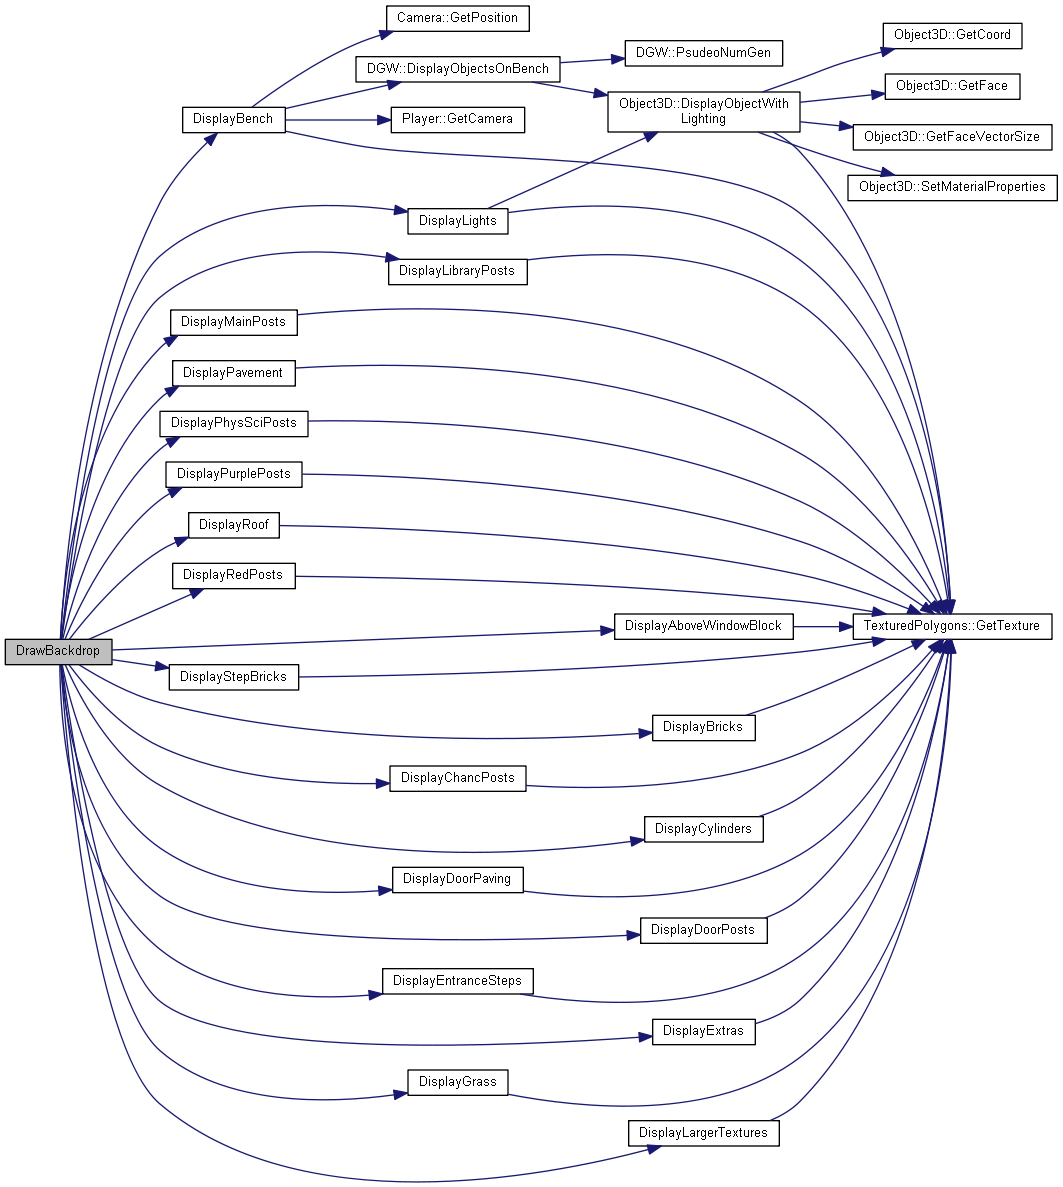 Camera::GetPosition
Object3D::GetCoord
DGW::PsudeoNumGen
DGW::DisplayObjectsOnBench
Object3D::GetFace
Object3D::DisplayObjectWith
Lighting
DisplayBench
Player::GetCamera
Object3D::GetFaceVectorSize
Object3D::SetMaterialProperties
DisplayLights
DisplayLibraryPosts
DisplayMainPosts
DisplayPavement
DisplayPhysSciPosts
DisplayPurplePosts
DisplayRoof
DisplayRedPosts
DisplayAboveWindowBlock
TexturedPolygons::GetTexture
DrawBackdrop
DisplayStepBricks
DisplayBricks
DisplayChancPosts
DisplayCylinders
DisplayDoorPaving
DisplayDoorPosts
DisplayEntranceSteps
DisplayExtras
DisplayGrass
DisplayLargerTextures